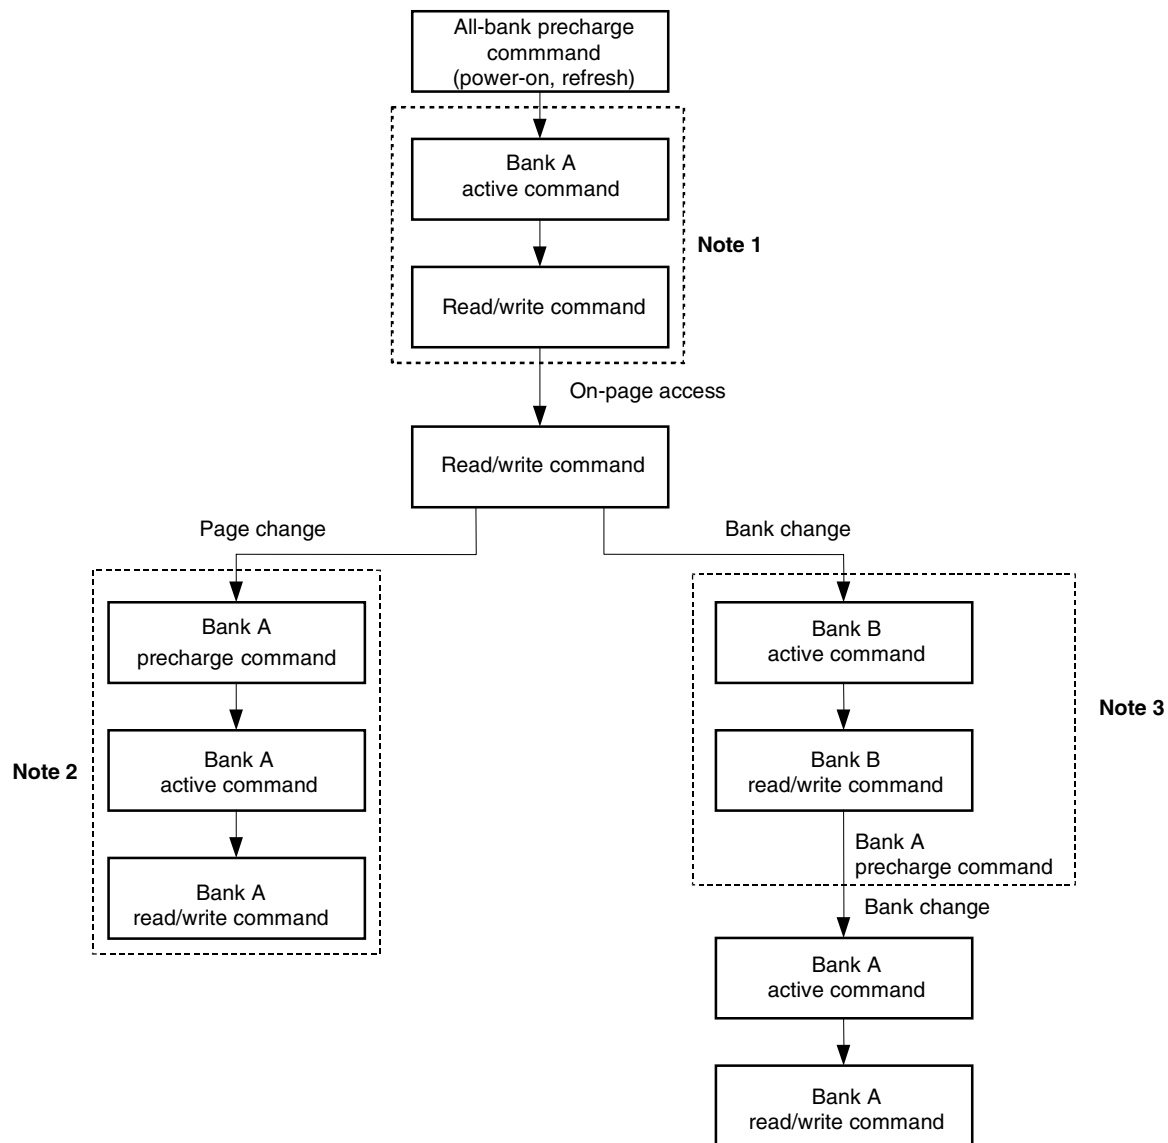 All-bank precharge
commmand
(power-on, refresh)
Bank A
active command
Note 1
Read/write command
On-page access
Read/write command
Page change
Bank change
Bank A
precharge command
Bank A
active command
Note 2
Bank A
read/write command
Bank B
active command
Note 3
Bank B
read/write command
Bank A
precharge command
Bank change
Bank A
active command
Bank A
read/write command